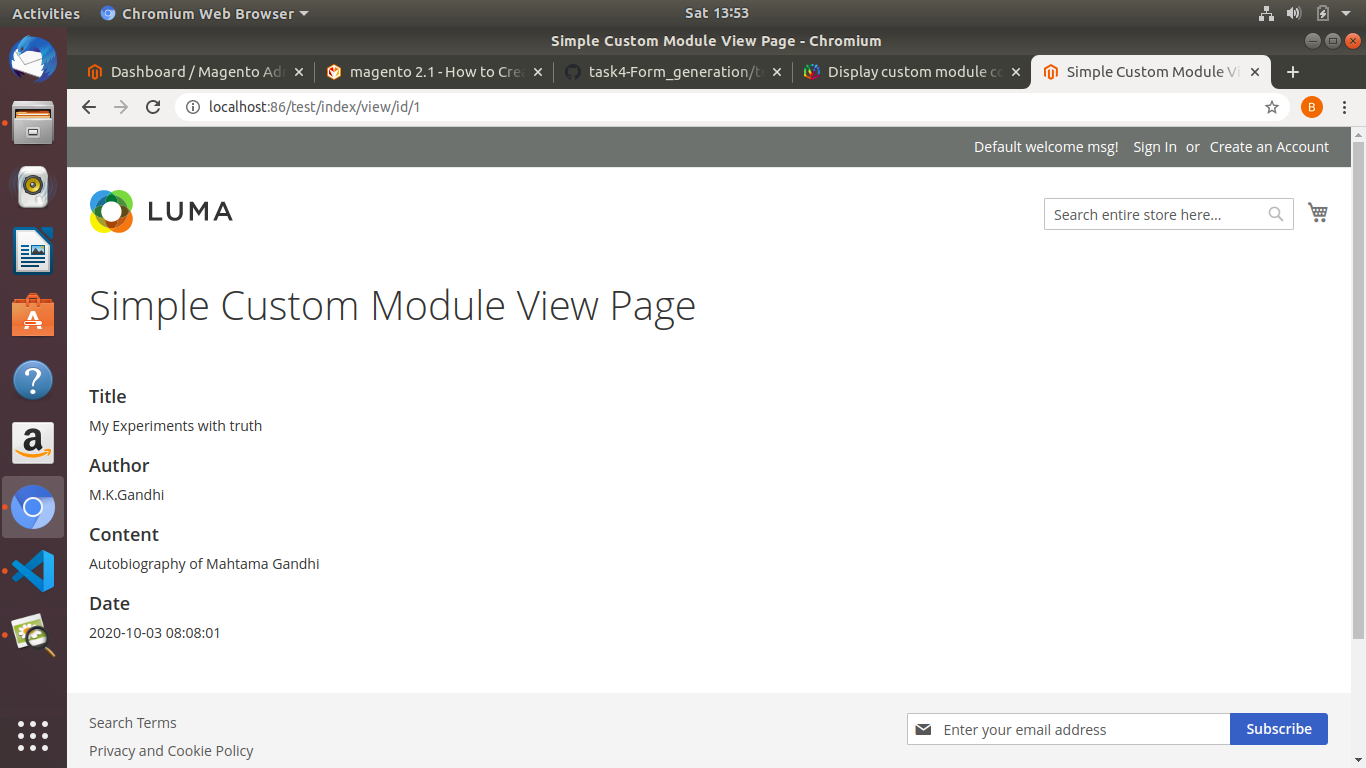 Activities Chromium Web Browser Sat 13:53
Simple Custom Module View Page - Chromium
Dashboard / Magento Adm magento 2.1 - How to Crea task4-Form_generation/te Display custom module co Simple Custom Module Vi
localhost:86/test/index/view/id/1 B
Default welcome msg! Sign In or Create an Account
LUMA
Search entire store here...
Simple Custom Module View Page
Title
My Experiments with truth
Author
M.K.Gandhi
Content
Autobiography of Mahtama Gandhi
Date
2020-10-03 08:08:01
Search Terms
Enter your email address Subscribe
Privacy and Cookie Policy